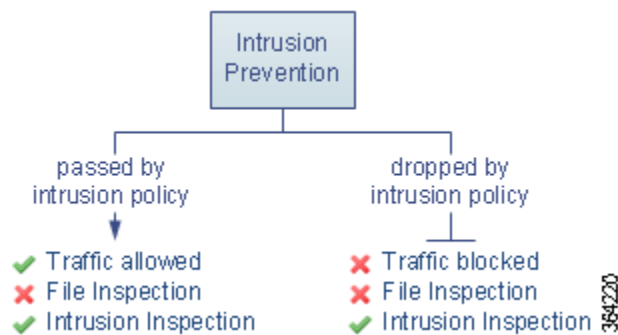 Intrusion
Prevention
passed by
intrusion policy
dropped by
intrusion policy
Traffic allowed
File Inspection
Intrusion Inspection
Traffic blocked
File Inspection
Intrusion Inspection
364220